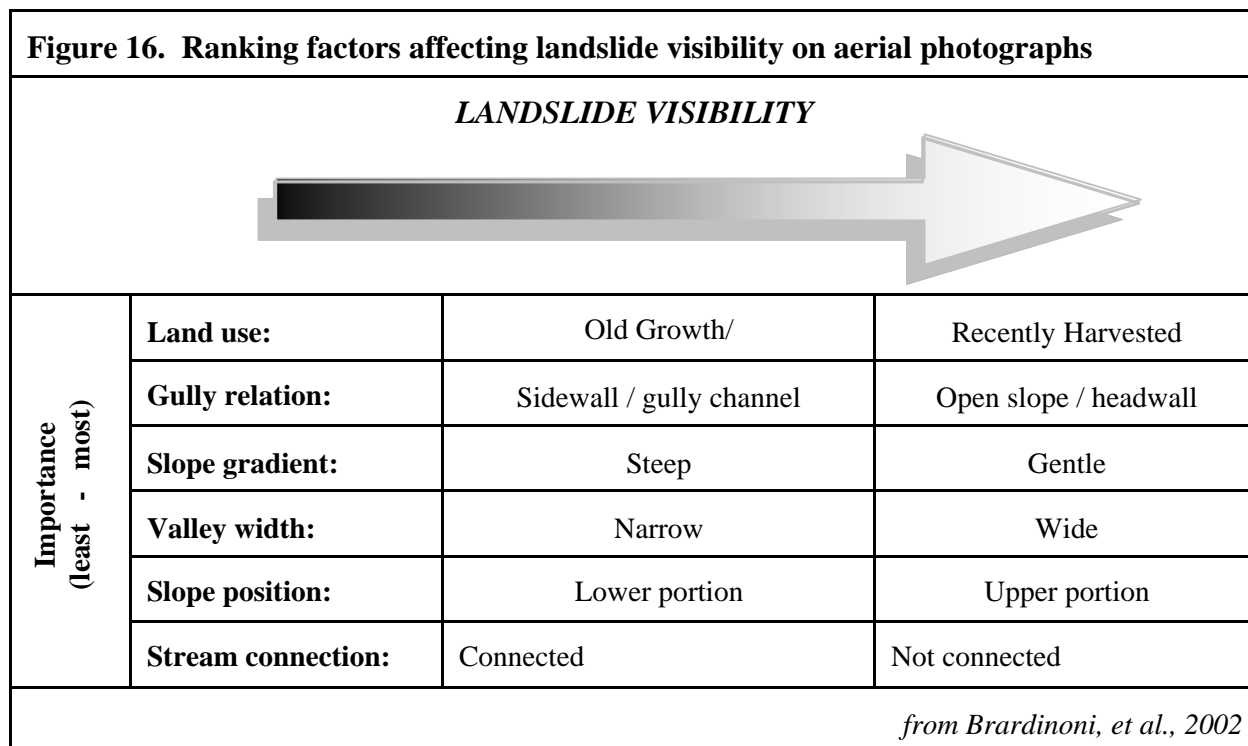 Figure 16. Ranking factors affecting landslide visibility on aerial photographs
LANDSLIDE VISIBILITY
Importance
(least - most)
Land use: Old Growth/ Recently Harvested
Gully relation: Sidewall / gully channel Open slope / headwall
Slope gradient: Steep Gentle
Valley width: Narrow Wide
Slope position: Lower portion Upper portion
Stream connection: Connected Not connected
from Brardinoni, et al., 2002